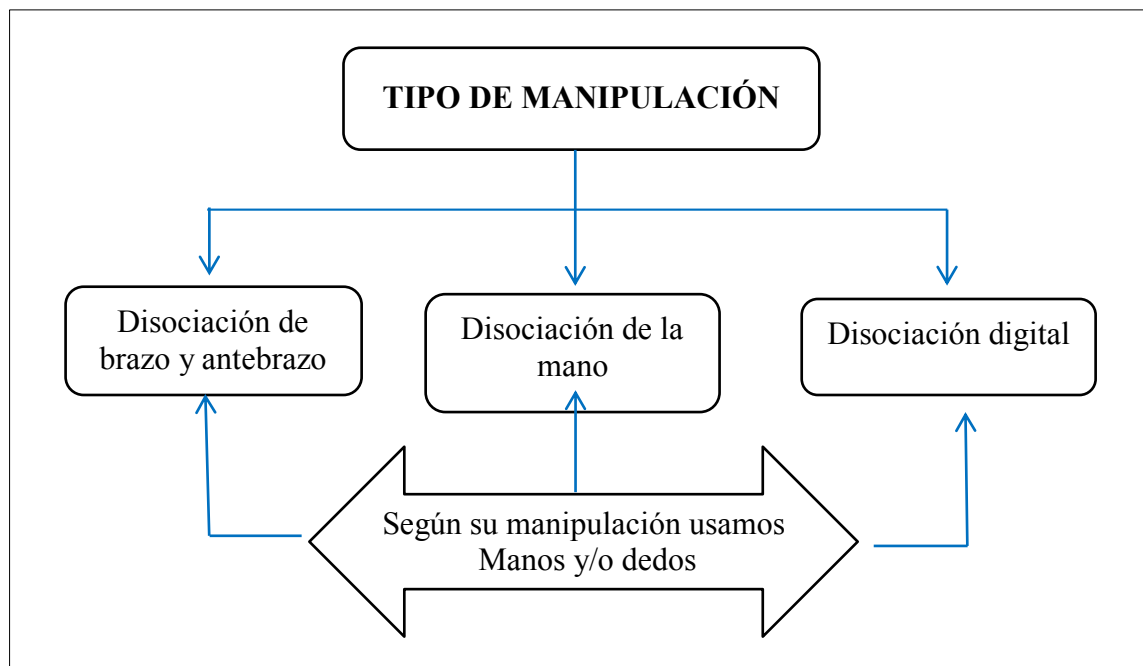 TIPO DE MANIPULACIÓN
Disociación de
brazo y antebrazo
Disociación de la
mano
Disociación digital
Según su manipulación usamos
Manos y/o dedos